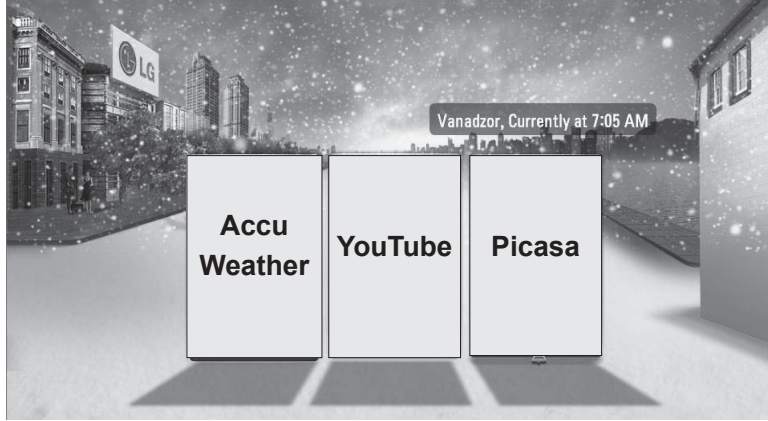 LG
Vanadzor, Currently at 7:05 AM
Accu
Weather
YouTube
Picasa